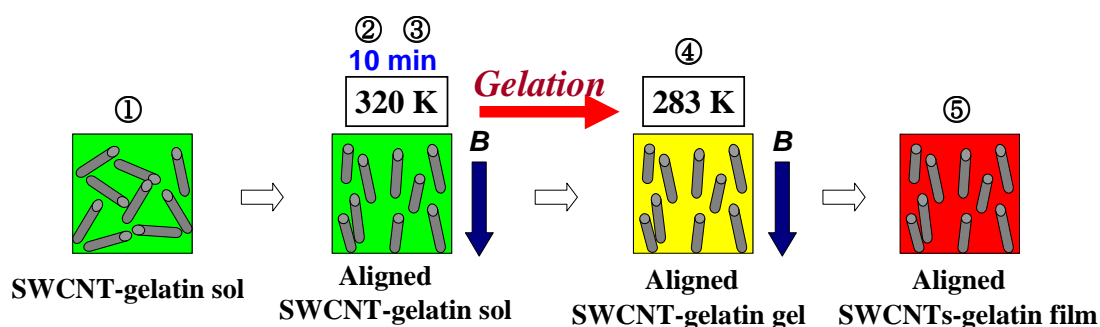 ② ③
10 min
320 K
Gelation
④
283 K
①
⑤
B
B
SWCNT-gelatin sol
Aligned
SWCNT-gelatin sol
Aligned
SWCNT-gelatin gel
Aligned
SWCNTs-gelatin film